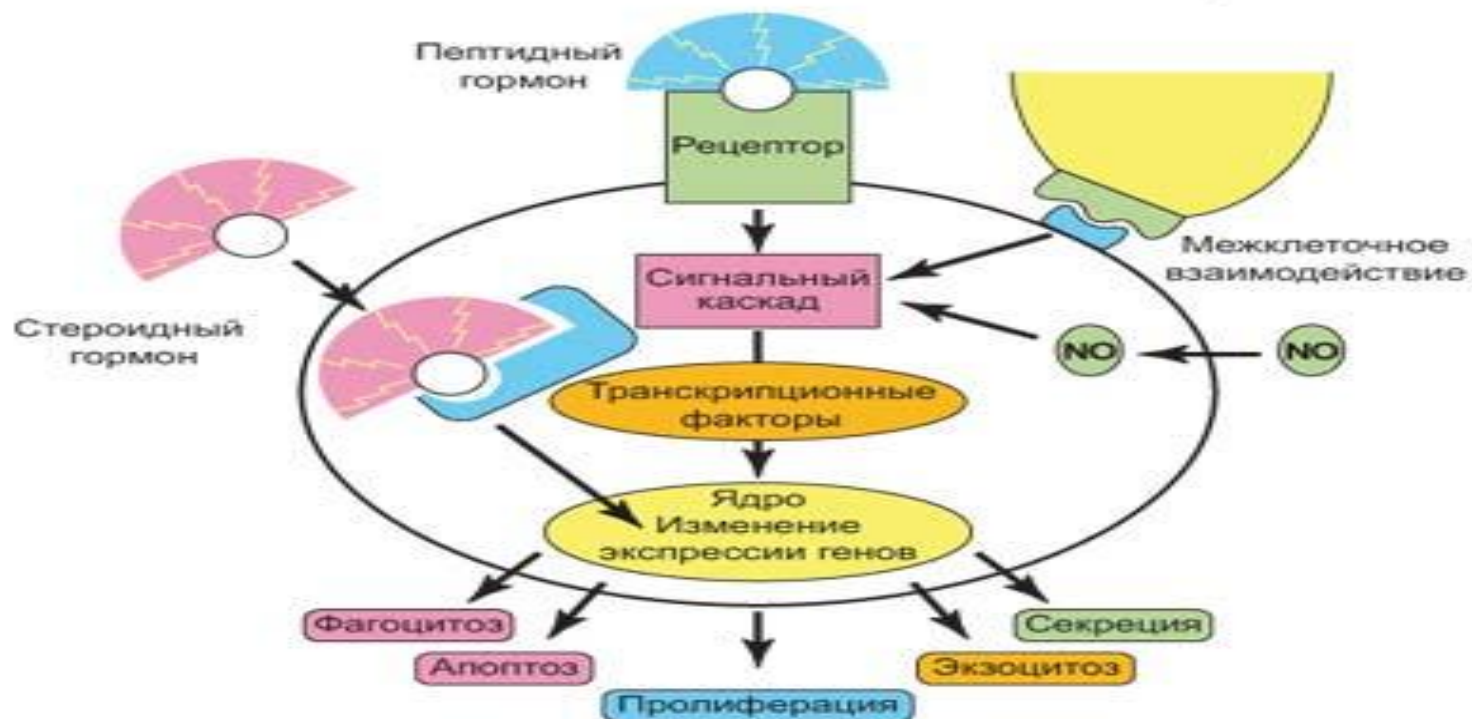 Пептидный
гормон
Рецептор
Межклеточное
взаимодействие
Сигнальный
каскад
Стероидный
гормон
NO
NO
Транскрипционные
факторы
Ядро
Изменение
экспрессии генов
Фагоцитоз
Секреция
Апоптоз
Экзоцитоз
Пролиферация